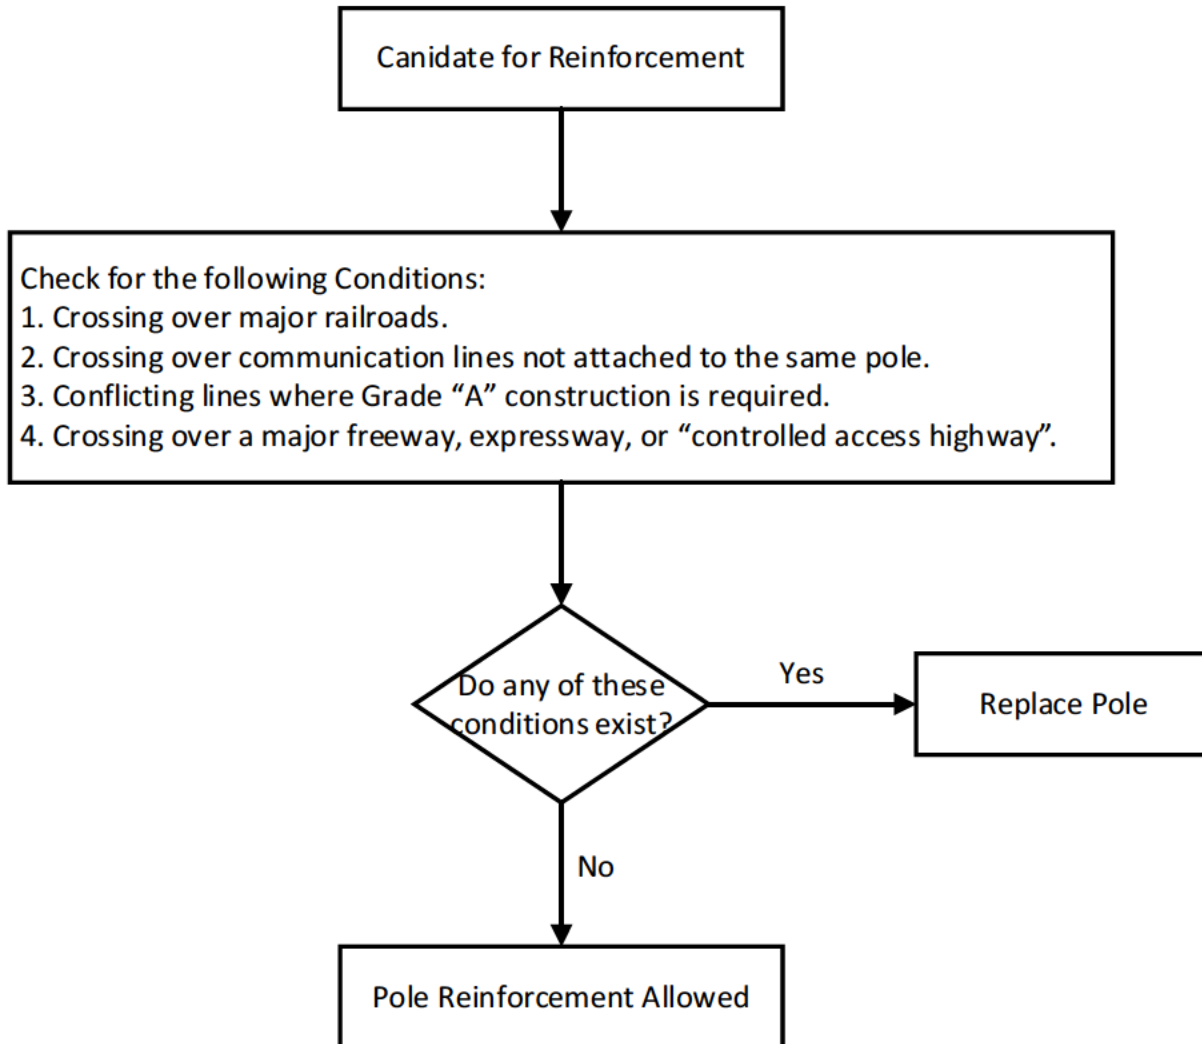 Canidate for Reinforcement
Check for the following Conditions:
1. Crossing over major railroads.
2. Crossing over communication lines not attached to the same pole.
3. Conflicting lines where Grade “A” construction is required.
4. Crossing over a major freeway, expressway, or “controlled access highway”.
Do any of these
conditions exist?
Yes
Replace Pole
No
Pole Reinforcement Allowed